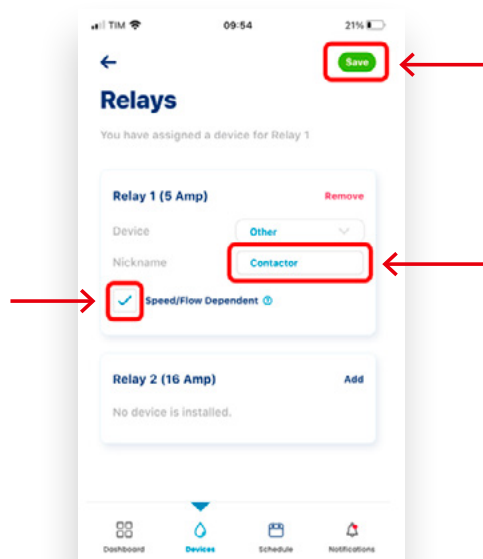 TIM 09:54 21%
Save
Relays
You have assigned a device for Relay 1
Relay 1 (5 Amp) Remove
Device Other
Nickname Contactor
Speed/Flow Dependent ?
Relay 2 (16 Amp) Add
No device is installed.
Dashboard Devices Schedule Notifications